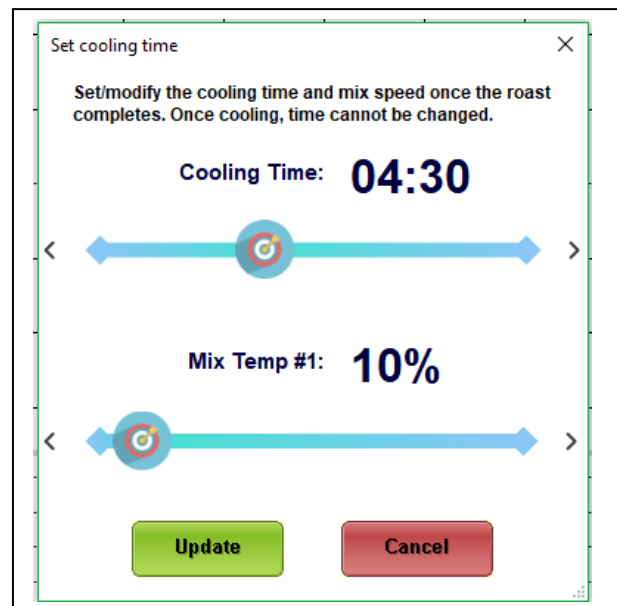 Set cooling time
Set/modify the cooling time and mix speed once the roast
completes. Once cooling, time cannot be changed.
Cooling Time: 04:30
Mix Temp #1: 10%
Update Cancel